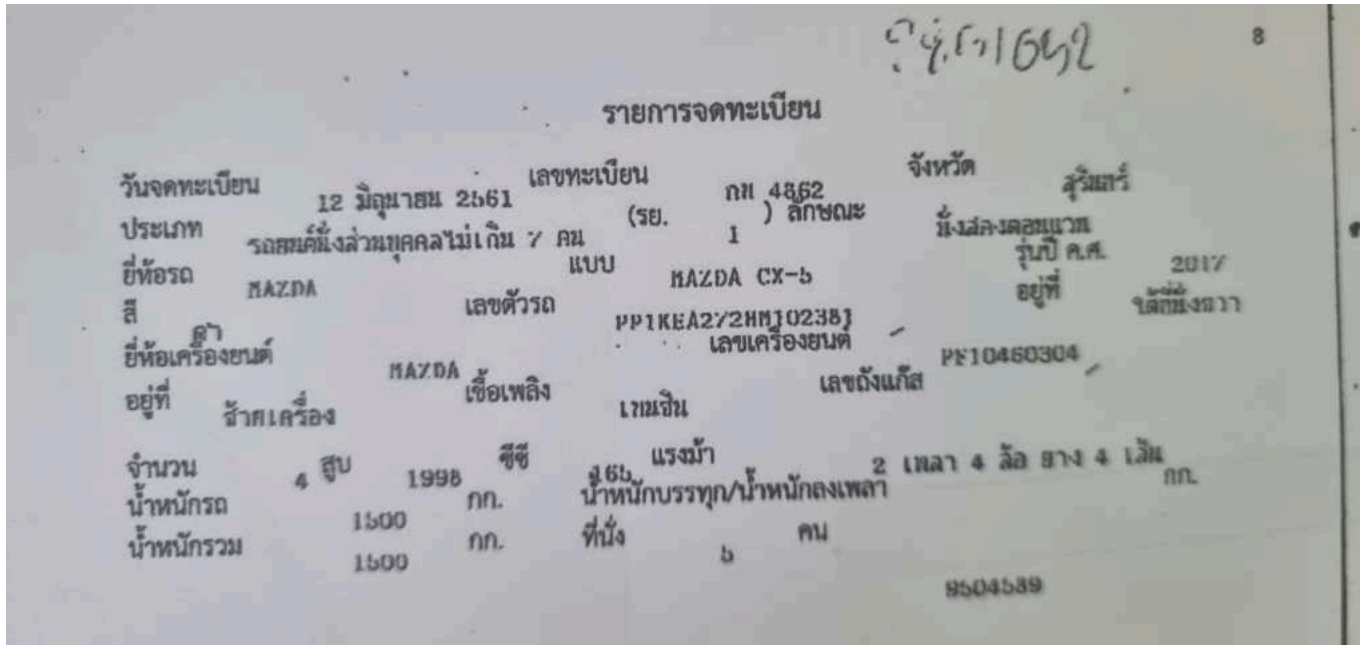 8
รายการจดทะเบียน
วันจดทะเบียน 12 มิถุนายน 2561 เลขทะเบียน กน 4862 จังหวัด สุรินทร์
ประเภท รถยนต์นั่งส่วนบุคคลไม่เกิน 7 คน (รย. 1 ) ลักษณะ นั่งสองตอนแวน
ยี่ห้อรถ MAZDA แบบ MAZDA CX-5 รุ่นปี ค.ศ. 2017
สี ดำ เลขตัวรถ อยู่ที่ ใต้ที่นั่งขวา
ยี่ห้อเครื่องยนต์ MAZDA เลขเครื่องยนต์ PE10460304
อยู่ที่ ซ้ายเครื่อง เชื้อเพลิง เบนซิน เลขถังแก๊ส
จำนวน 4 สูบ 1998 ซีซี 165 แรงม้า 2 เพลา 4 ล้อ ยาง 4 เส้น
น้ำหนักรถ 1500 กก. น้ำหนักบรรทุก/น้ำหนักลงเพลา กก.
น้ำหนักรวม 1500 กก. ที่นั่ง 5 คน